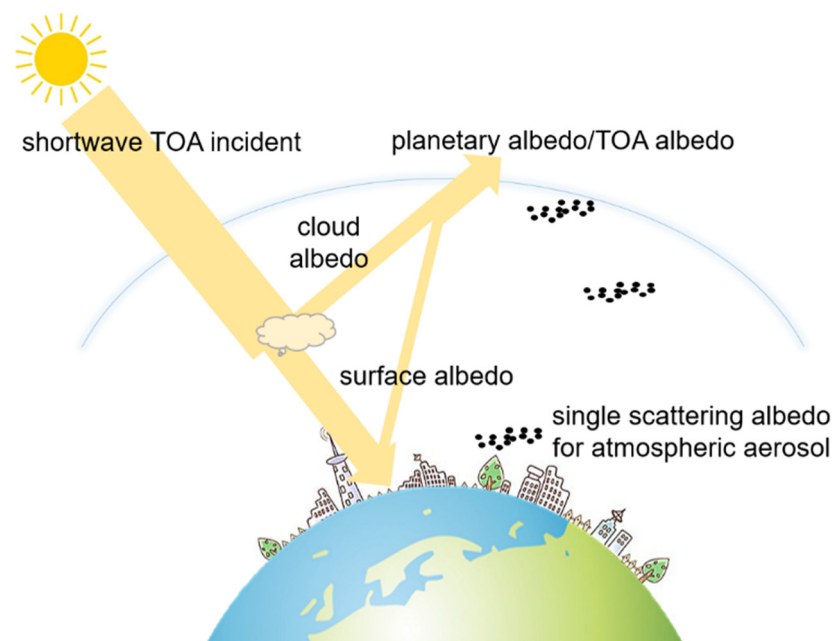 shortwave TOA incident
planetary albedo/TOA albedo
cloud
albedo
surface albedo
single scattering albedo
for atmospheric aerosol